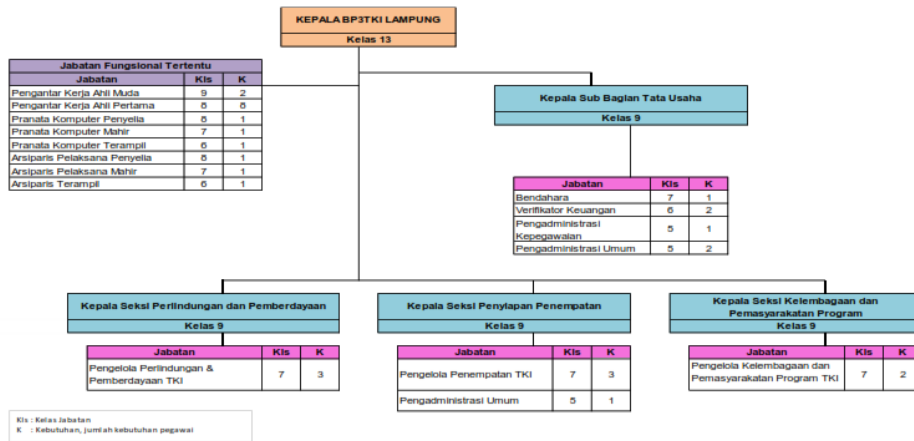 KEPALA BP3TKI LAMPUNG
Kelas 13
Jabatan Fungsional Tertentu
Jabatan Kls K
Pengantar Kerja Ahli Muda 9 2
Pengantar Kerja Ahli Pertama 8 8
Pranata Komputer Penyelia 8 1
Pranata Komputer Mahir 7 1
Pranata Komputer Terampil 6 1
Arsiparis Pelaksana Penyelia 8 1
Arsiparis Pelaksana Mahir 7 1
Arsiparis Terampil 6 1
Kepala Sub Bagian Tata Usaha
Kelas 9
Jabatan Kls K
Bendahara 7 1
Verifikator Keuangan 6 2
Pengadministrasi
Kepegawaian 5 1
Pengadministrasi Umum 5 2
Kepala Seksi Perlindungan dan Pemberdayaan
Kelas 9
Jabatan Kls K
Pengelola Perlindungan &
Pemberdayaan TKI 7 3
Kepala Seksi Penyiapan Penempatan
Kelas 9
Jabatan Kls K
Pengelola Penempatan TKI 7 3
Pengadministrasi Umum 5 1
Kepala Seksi Kelembagaan dan
Pemasyarakatan Program
Kelas 9
Jabatan Kls K
Pengelola Kelembagaan dan
Pemasyarakatan Program TKI 7 2
Kls : Kelas Jabatan
K : Kebutuhan, jumlah kebutuhan pegawai